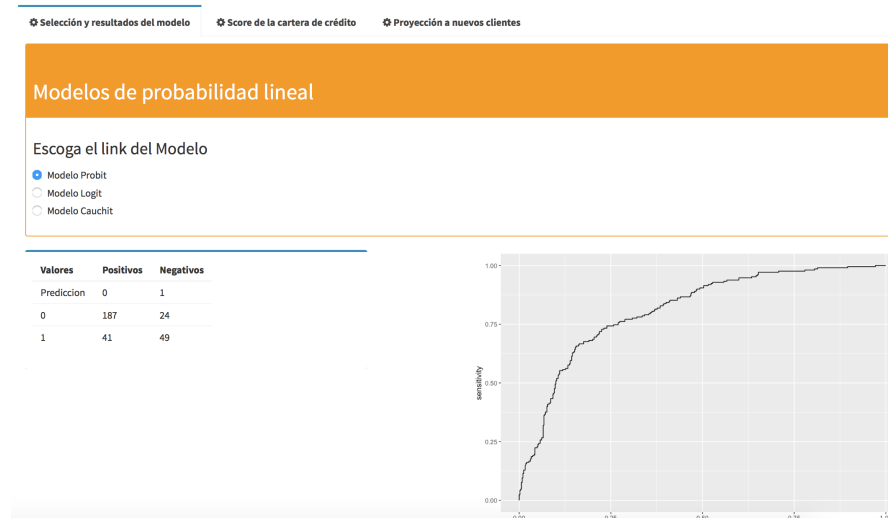 Selección y resultados del modelo
Score de la cartera de crédito
Proyección a nuevos clientes
Modelos de probabilidad lineal
Escoga el link del Modelo
Modelo Probit
Modelo Logit
Modelo Cauchit
Valores Positivos Negativos
Prediccion 0 1
0 187 24
1 41 49
1.00
0.75
sensitivity
0.50
0.25
0.00
0.00 0.25 0.50 0.75